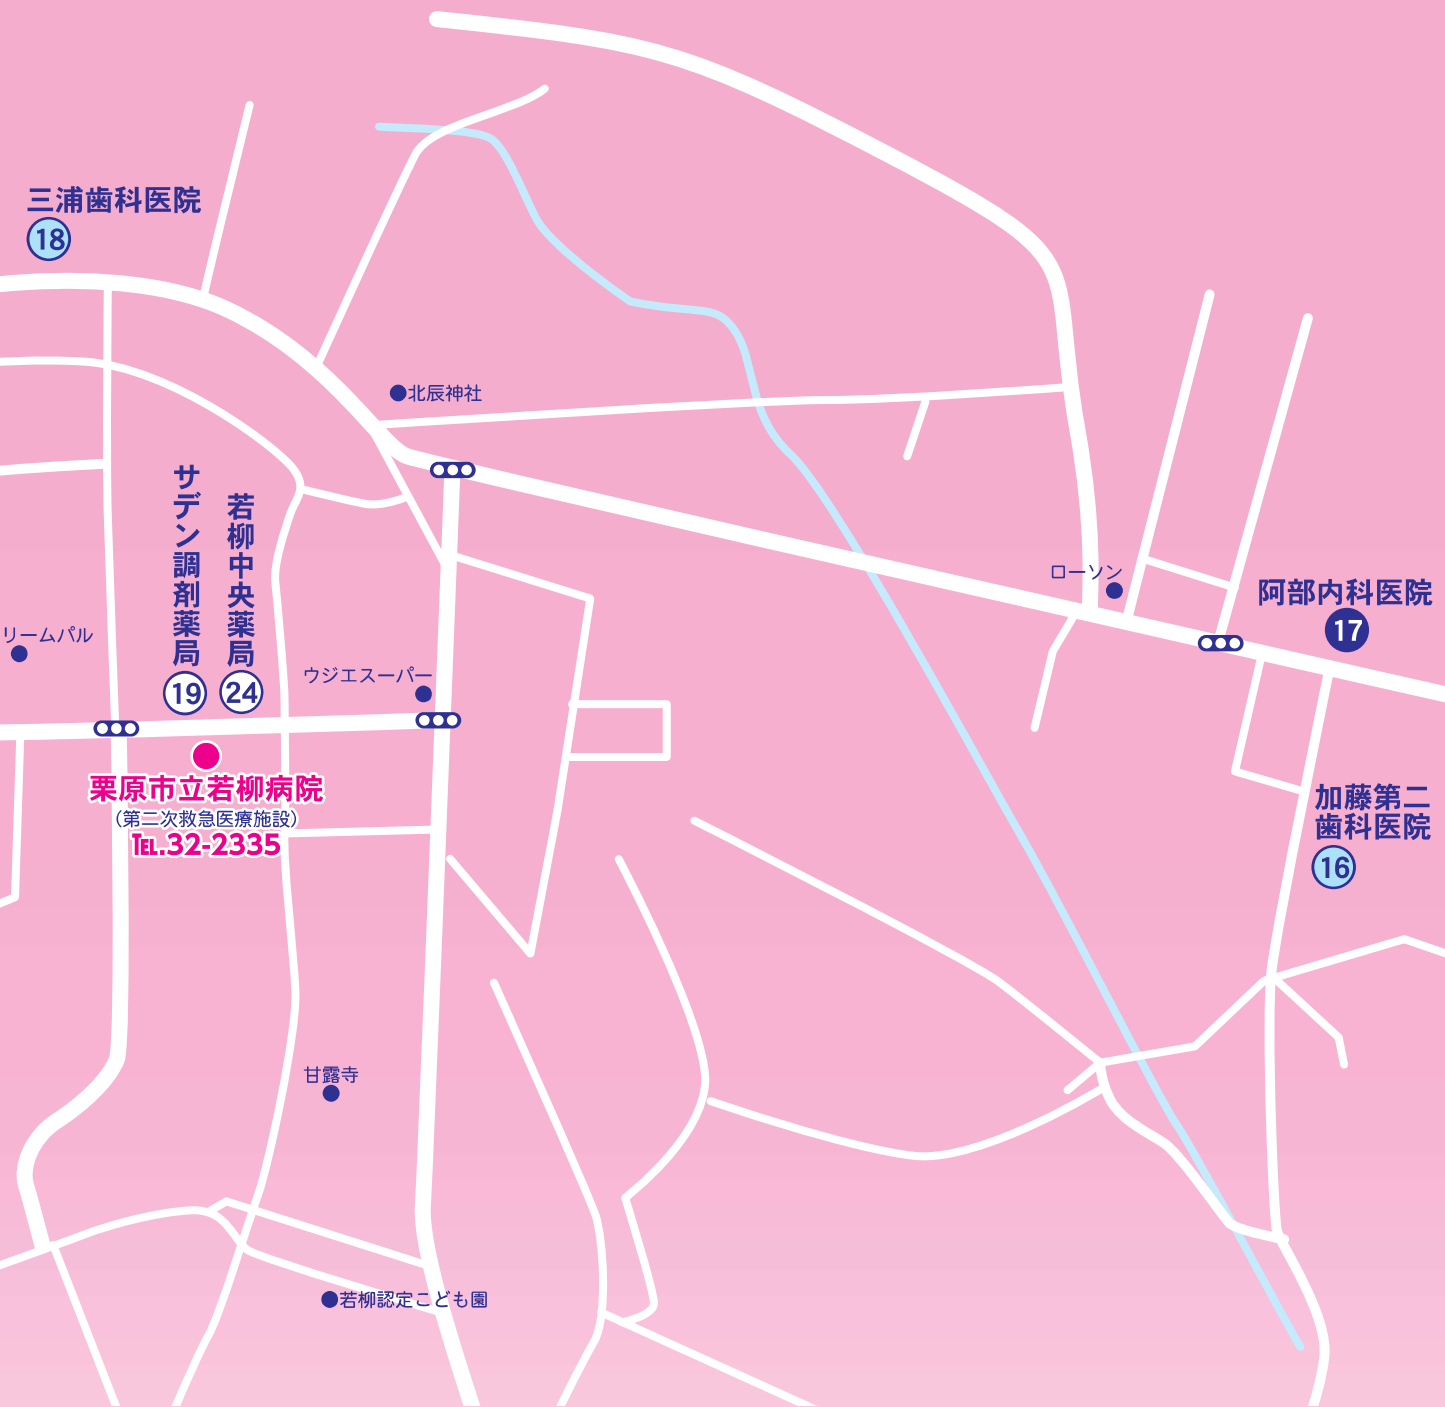 三浦歯科医院
18
北辰神社
サデン調剤薬局
19
若柳中央薬局
24
ローソン
阿部内科医院
17
リームパル
ウジエスーパー
栗原市立若柳病院
（第二次救急医療施設）
TEL.32-2335
加藤第二
歯科医院
16
甘露寺
若柳認定こども園